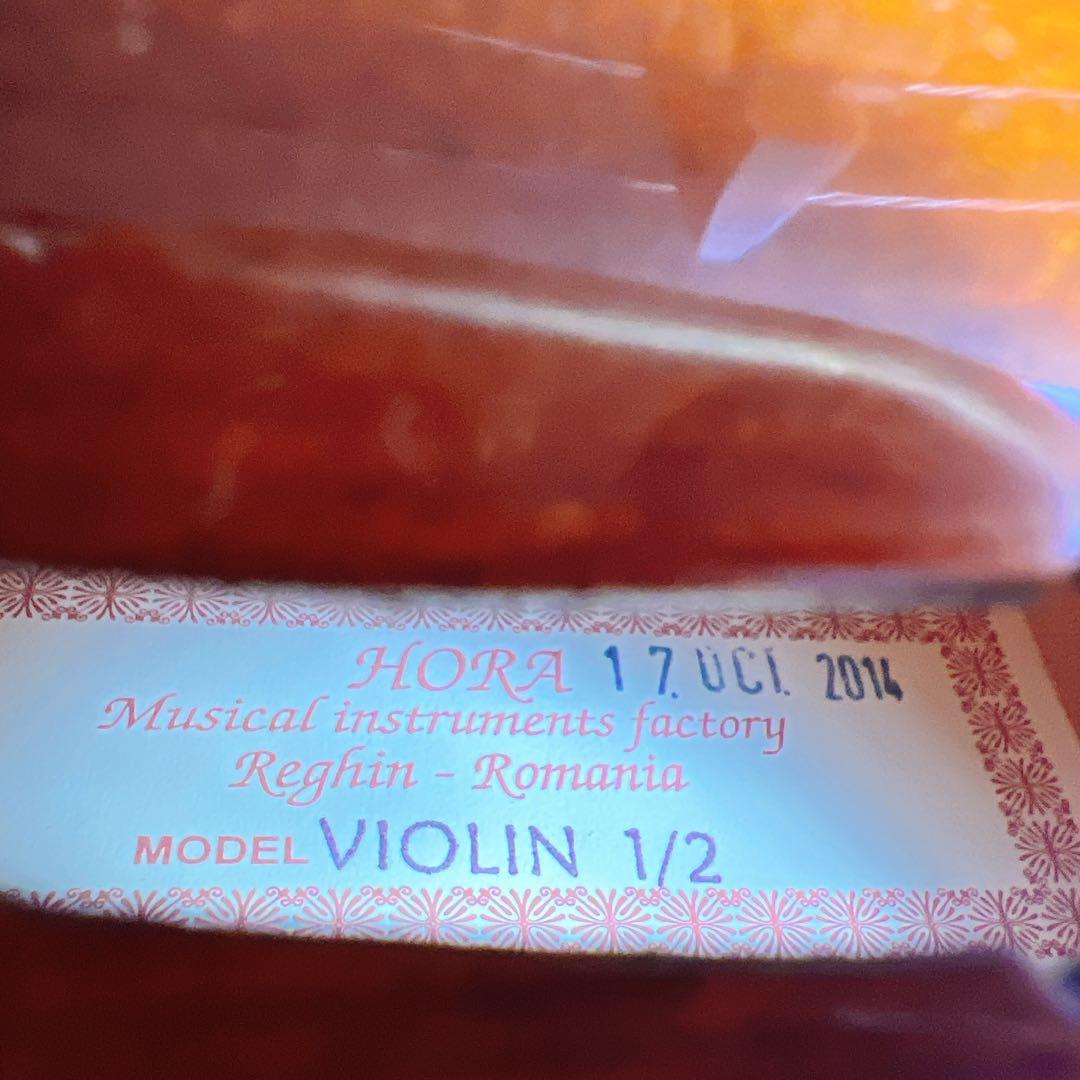 HORA 17. OCT. 2014
Musical instruments factory
Reghin - Romania
MODEL VIOLIN 1/2